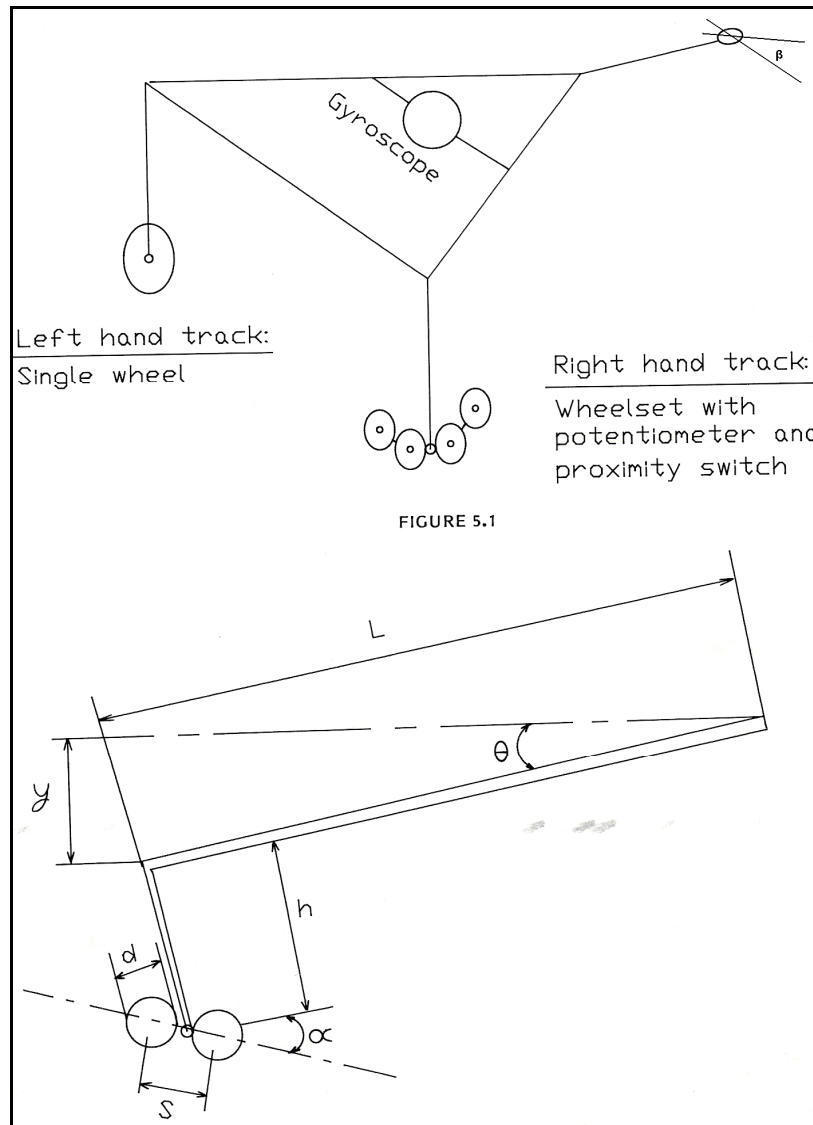 β
Gyroscope
Left hand track:
Single wheel
Right hand track:
Wheelset with
potentiometer and
proximity switch
FIGURE 5.1
L
θ
y
h
d
α
S